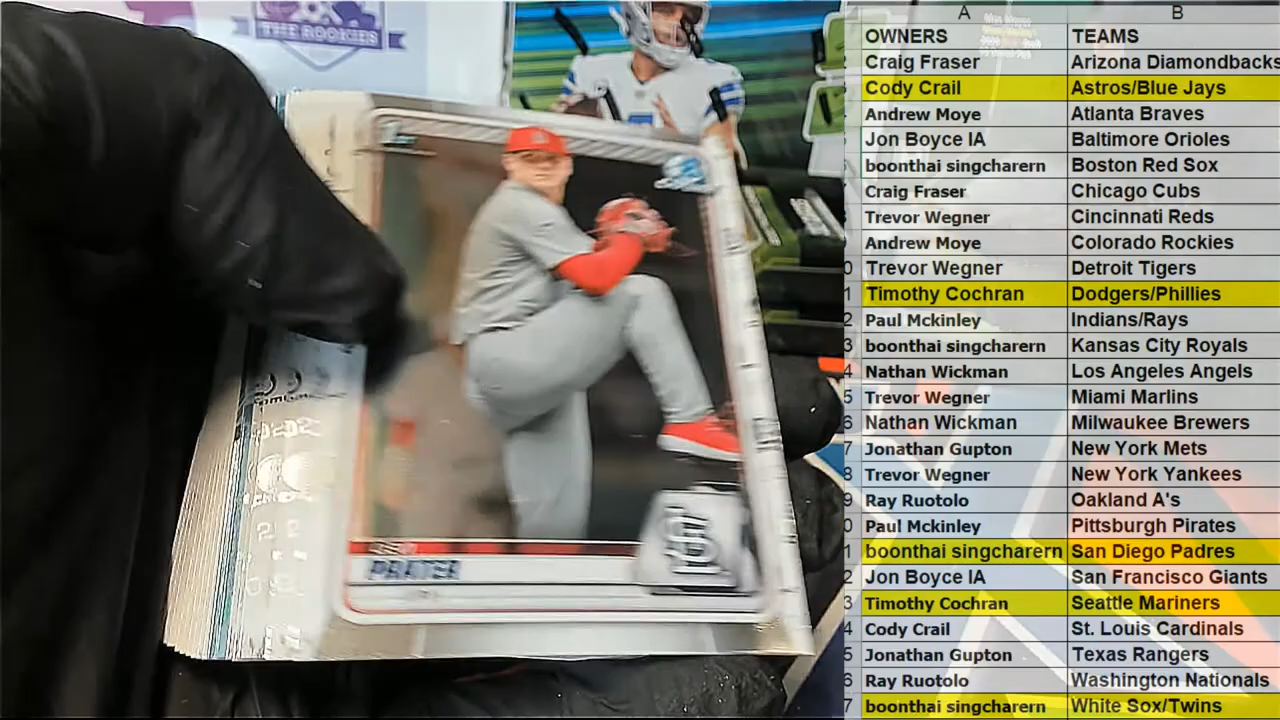 THE ROOKIES
A B
OWNERS TEAMS
Craig Fraser Arizona Diamondbacks
Cody Crail Astros/Blue Jays
Andrew Moye Atlanta Braves
Jon Boyce IA Baltimore Orioles
boonthai singcharern Boston Red Sox
Craig Fraser Chicago Cubs
Trevor Wegner Cincinnati Reds
Andrew Moye Colorado Rockies
Trevor Wegner Detroit Tigers
Timothy Cochran Dodgers/Phillies
Paul Mckinley Indians/Rays
boonthai singcharern Kansas City Royals
Nathan Wickman Los Angeles Angels
Trevor Wegner Miami Marlins
Nathan Wickman Milwaukee Brewers
Jonathan Gupton New York Mets
Trevor Wegner New York Yankees
Ray Ruotolo Oakland A's
Paul Mckinley Pittsburgh Pirates
boonthai singcharern San Diego Padres
Jon Boyce IA San Francisco Giants
Timothy Cochran Seattle Mariners
Cody Crail St. Louis Cardinals
Jonathan Gupton Texas Rangers
Ray Ruotolo Washington Nationals
boonthai singcharern White Sox/Twins